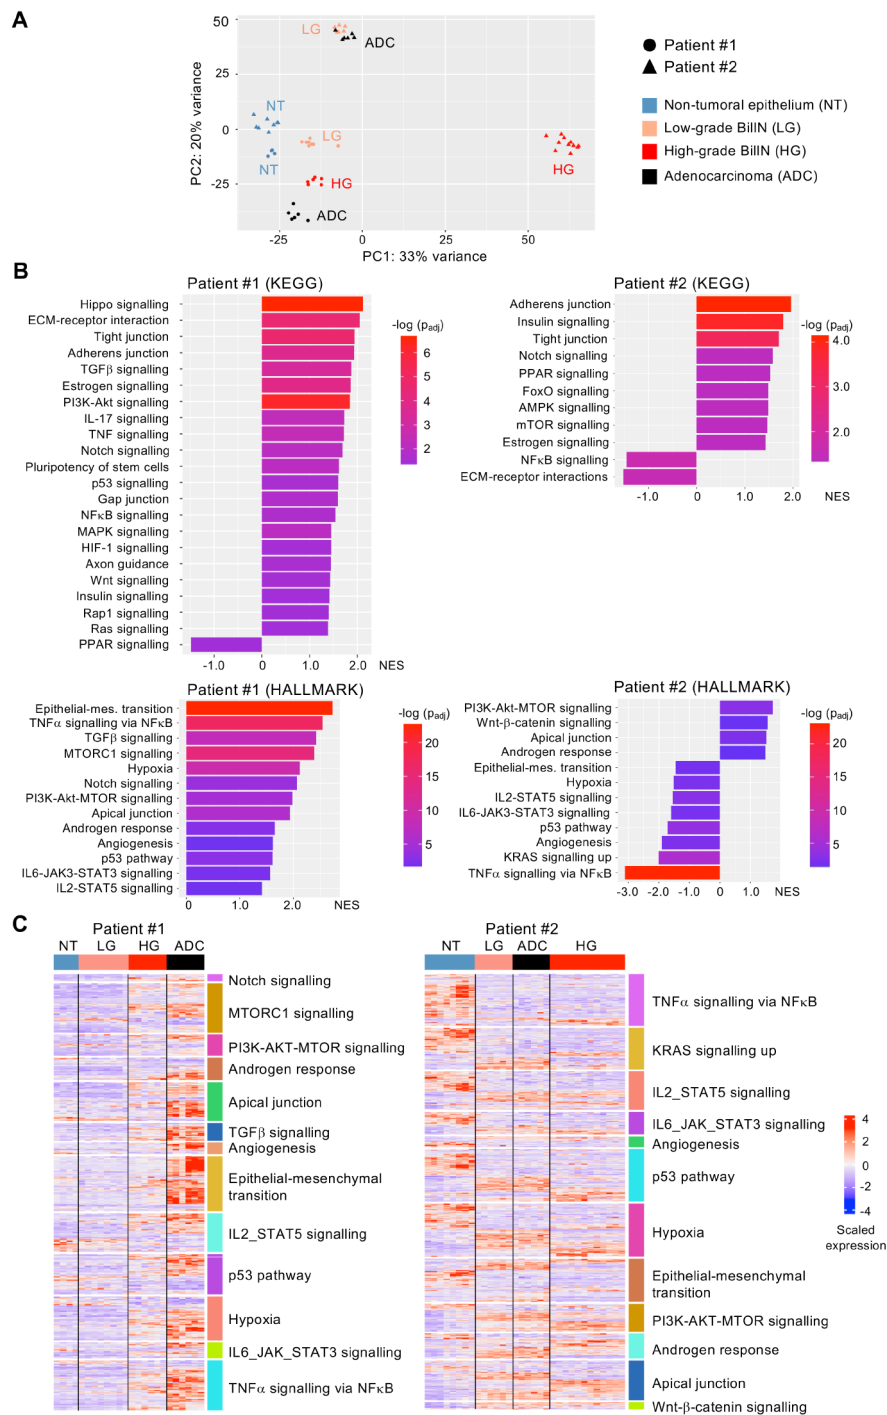 A
50
25
0
-25
PC2: 20% variance
-25
0
25
50
PC1: 33% variance
LG
ADC
NT
LG
NT
HG
ADC
HG
Patient #1
Patient #2
Non-tumoral epithelium (NT)
Low-grade BilIN (LG)
High-grade BilIN (HG)
Adenocarcinoma (ADC)
B
Patient #1 (KEGG)
Hippo signalling
ECM-receptor interaction
Tight junction
Adherens junction
TGFβ signalling
Estrogen signalling
PI3K-Akt signalling
IL-17 signalling
TNF signalling
Notch signalling
Pluripotency of stem cells
p53 signalling
Gap junction
NFκB signalling
MAPK signalling
HIF-1 signalling
Axon guidance
Wnt signalling
Insulin signalling
Rap1 signalling
Ras signalling
PPAR signalling
-1.0
0
1.0
2.0
NES
-log (padj)
6
5
4
3
2
Patient #2 (KEGG)
Adherens junction
Insulin signalling
Tight junction
Notch signalling
PPAR signalling
FoxO signalling
AMPK signalling
mTOR signalling
Estrogen signalling
NFκB signalling
ECM-receptor interactions
-1.0
0
1.0
2.0
NES
-log (padj)
4.0
3.0
2.0
Patient #1 (HALLMARK)
Epithelial-mes. transition
TNFα signalling via NFκB
TGFβ signalling
MTORC1 signalling
Hypoxia
Notch signalling
PI3K-Akt-MTOR signalling
Apical junction
Androgen response
Angiogenesis
p53 pathway
IL6-JAK3-STAT3 signalling
IL2-STAT5 signalling
0
1.0
2.0
NES
-log (padj)
20
15
10
5
Patient #2 (HALLMARK)
PI3K-Akt-MTOR signalling
Wnt-β-catenin signalling
Apical junction
Androgen response
Epithelial-mes. transition
Hypoxia
IL2-STAT5 signalling
IL6-JAK3-STAT3 signalling
p53 pathway
Angiogenesis
KRAS signalling up
TNFα signalling via NFκB
-3.0
-2.0
-1.0
0
1.0
NES
-log (padj)
20
15
10
5
C
Patient #1
NT
LG
HG
ADC
Notch signalling
MTORC1 signalling
PI3K-AKT-MTOR signalling
Androgen response
Apical junction
TGFβ signalling
Angiogenesis
Epithelial-mesenchymal
transition
IL2_STAT5 signalling
p53 pathway
Hypoxia
IL6_JAK_STAT3 signalling
TNFα signalling via NFκB
Patient #2
NT
LG
ADC
HG
TNFα signalling via NFκB
KRAS signalling up
IL2_STAT5 signalling
IL6_JAK_STAT3 signalling
Angiogenesis
p53 pathway
Hypoxia
Epithelial-mesenchymal
transition
PI3K-AKT-MTOR signalling
Androgen response
Apical junction
Wnt-β-catenin signalling
4
2
0
-2
-4
Scaled
expression